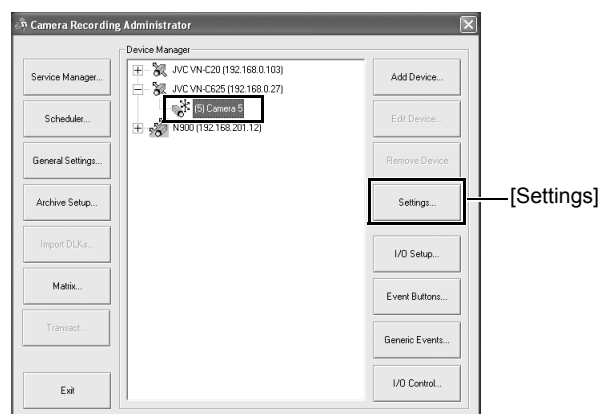 Camera Recording Administrator
Device Manager
Service Manager...
Scheduler...
General Settings...
Archive Setup...
Import DLKs...
Matrix...
Transact...
Exit
JVC VN-C20 (192.168.0.103)
JVC VN-C625 (192.168.0.27)
(5) Camera 5
N900 (192.168.201.12)
Add Device...
Edit Device...
Remove Device
Settings...
I/O Setup...
Event Buttons...
Generic Events...
I/O Control...
[Settings]